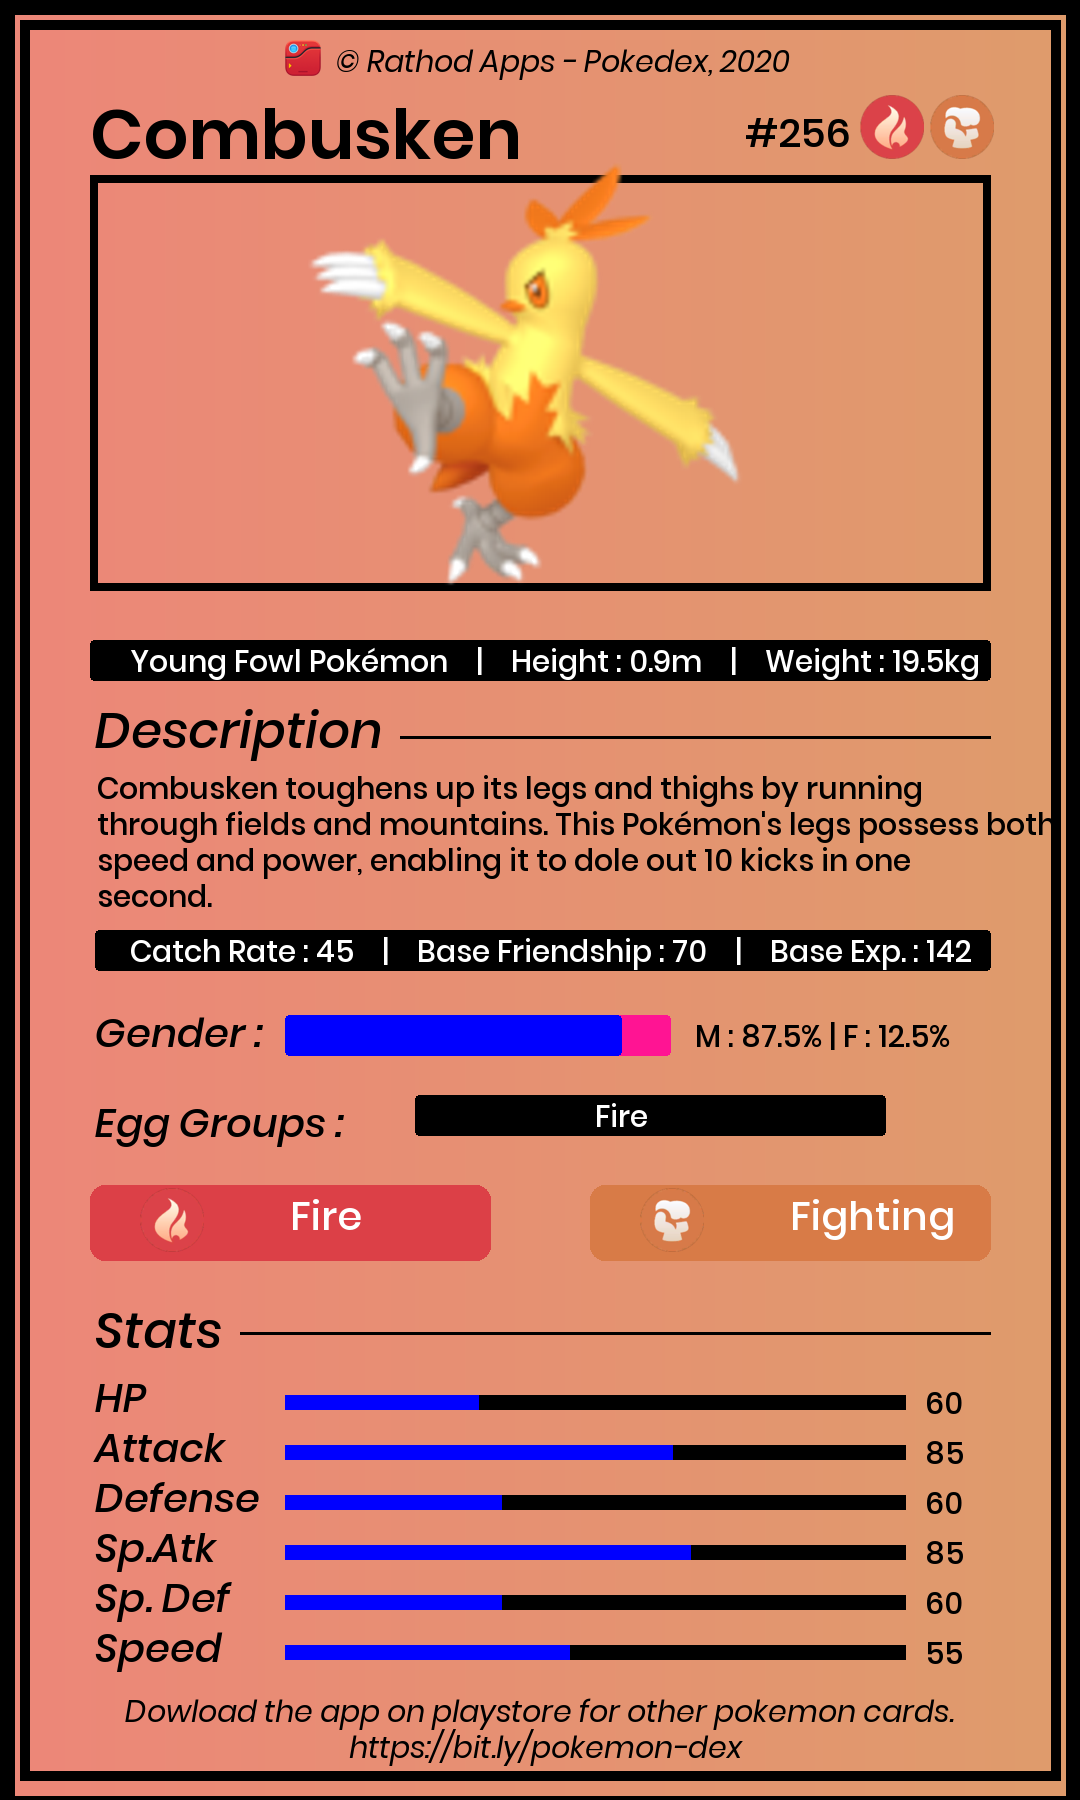 © Rathod Apps - Pokedex, 2020
Combusken #256
Young Fowl Pokémon | Height : 0.9m | Weight : 19.5kg
Description
Combusken toughens up its legs and thighs by running
through fields and mountains. This Pokémon's legs possess both
speed and power, enabling it to dole out 10 kicks in one
second.
Catch Rate : 45 | Base Friendship : 70 | Base Exp. : 142
Gender : M : 87.5% | F : 12.5%
Egg Groups : Fire
Fire Fighting
Stats
HP 60
Attack 85
Defense 60
Sp.Atk 85
Sp. Def 60
Speed 55
Dowload the app on playstore for other pokemon cards.
https://bit.ly/pokemon-dex